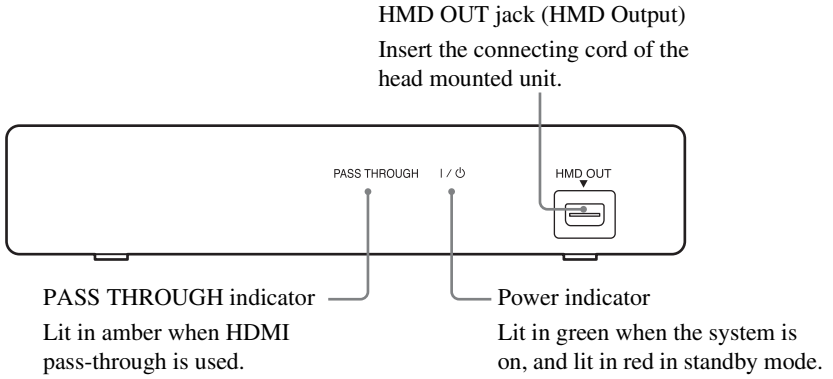 HMD OUT jack (HMD Output)
Insert the connecting cord of the
head mounted unit.
PASS THROUGH
I / ⏻
HMD OUT
PASS THROUGH indicator
Lit in amber when HDMI
pass-through is used.
Power indicator
Lit in green when the system is
on, and lit in red in standby mode.